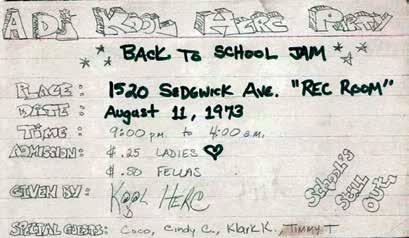 A DJ KOOL HERC PARTY
BACK TO SCHOOL JAM
PLACE: 1520 SEDGWICK AVE. "REC ROOM"
DATE: August 11, 1973
TIME: 9:00 p.m. to 4:00 a.m.
ADMISSION: $.25 LADIES
$.50 FELLAS
School's Still Out.
GIVEN BY: KOOL HERC
SPECIAL GUESTS: Coco, Cindy C., Klark K., Timmy T